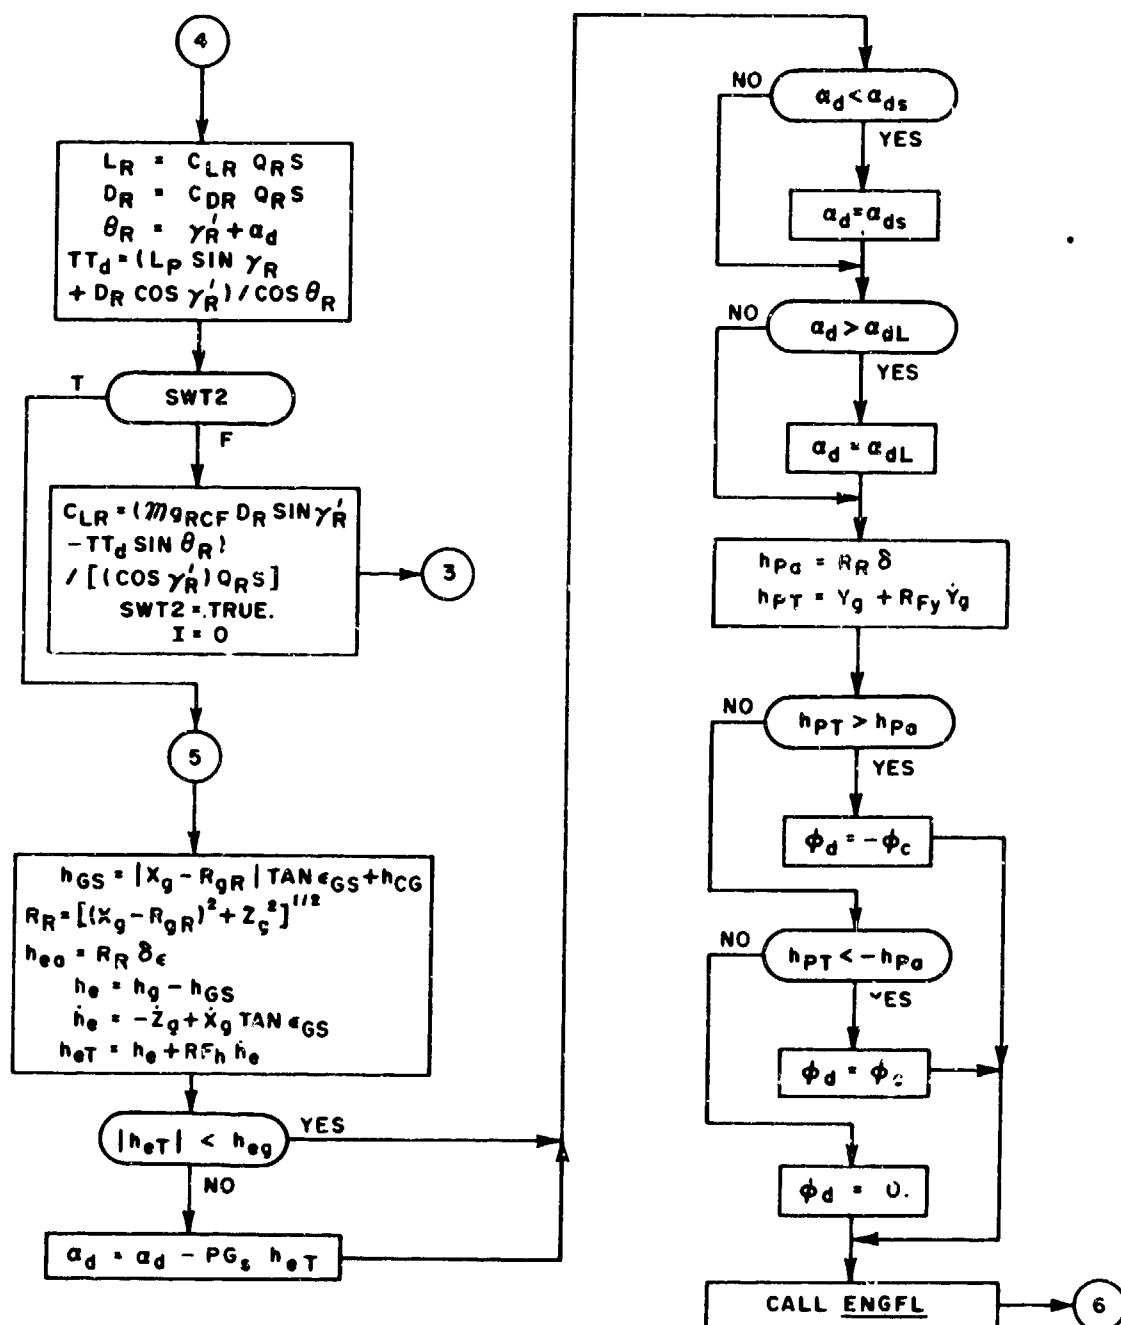 4
L_R = C_LR Q_R S
D_R = C_DR Q_R S
θ_R = γ'_R + α_d
TT_d = (L_P SIN γ_R
+ D_R COS γ'_R) / COS θ_R
T
SWT2
F
C_LR = (mg_RCF D_R SIN γ'_R
- TT_d SIN θ_R)
/ [(COS γ'_R) Q_R S]
SWT2 = .TRUE.
I = 0
3
5
h_GS = |X_g - R_gR| TAN ϵ_GS + h_CG
R_R = [(X_g - R_gR)² + Z_g²]^1/2
h_ea = R_R δ_ϵ
h_e = h_g - h_GS
ḣ_e = -Ż_g + Ẋ_g TAN ϵ_GS
h_eT = h_e + RF_h ḣ_e
|h_eT| < h_eg
YES
NO
α_d = α_d - PG_s h_eT
NO
α_d < α_ds
YES
α_d = α_ds
NO
α_d > α_dL
YES
α_d = α_dL
h_Pa = R_R δ
h_PT = Y_g + R_Fy Ẏ_g
NO
h_PT > h_Pa
YES
ϕ_d = -ϕ_c
NO
h_PT < -h_Pa
YES
ϕ_d = ϕ_c
ϕ_d = 0.
CALL ENGFL
6